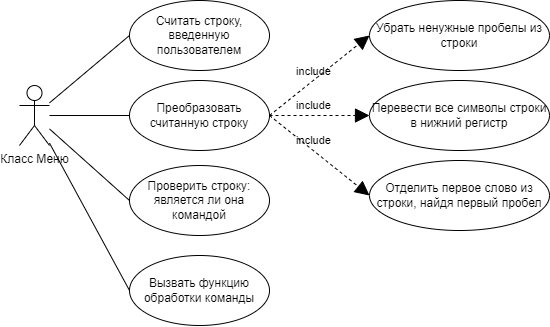 Считать строку,
введенную
пользователем
Убрать ненужные пробелы из
строки
include
Преобразовать
считанную строку
include
Перевести все символы строки
в нижний регистр
include
Класс Меню
Проверить строку:
является ли она
командой
Отделить первое слово из
строки, найдя первый пробел
Вызвать функцию
обработки команды